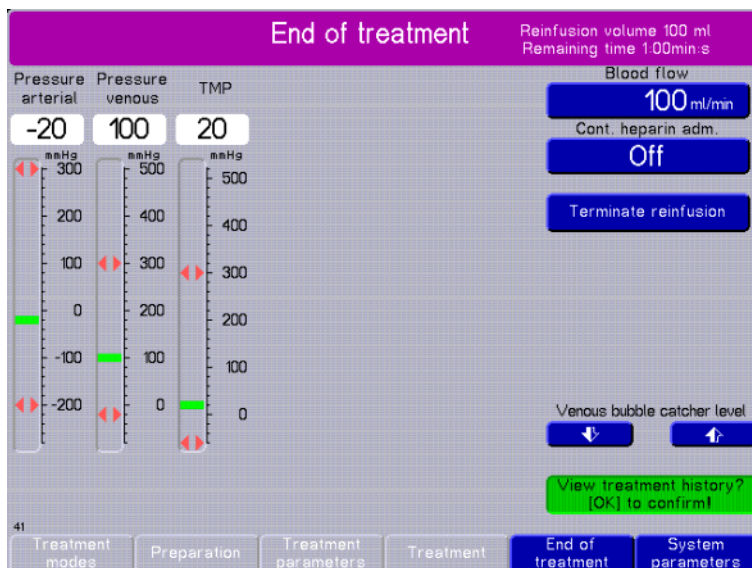 End of treatment
Reinfusion volume 100 ml
Remaining time 1:00min:s
Pressure
arterial
Pressure
venous
TMP
-20
100
20
mmHg
mmHg
mmHg
300
200
100
0
-100
-200
500
400
300
200
100
0
500
400
300
200
100
0
Blood flow
100 ml/min
Cont. heparin adm.
Off
Terminate reinfusion
Venous bubble catcher level
View treatment history?
[OK] to confirm!
41
Treatment
modes
Preparation
Treatment
parameters
Treatment
End of
treatment
System
parameters